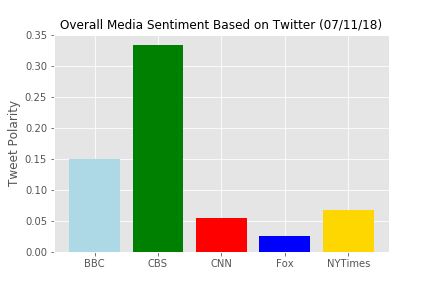 Overall Media Sentiment Based on Twitter (07/11/18)
Tweet Polarity
0.35
0.30
0.25
0.20
0.15
0.10
0.05
0.00
BBC CBS CNN Fox NYTimes